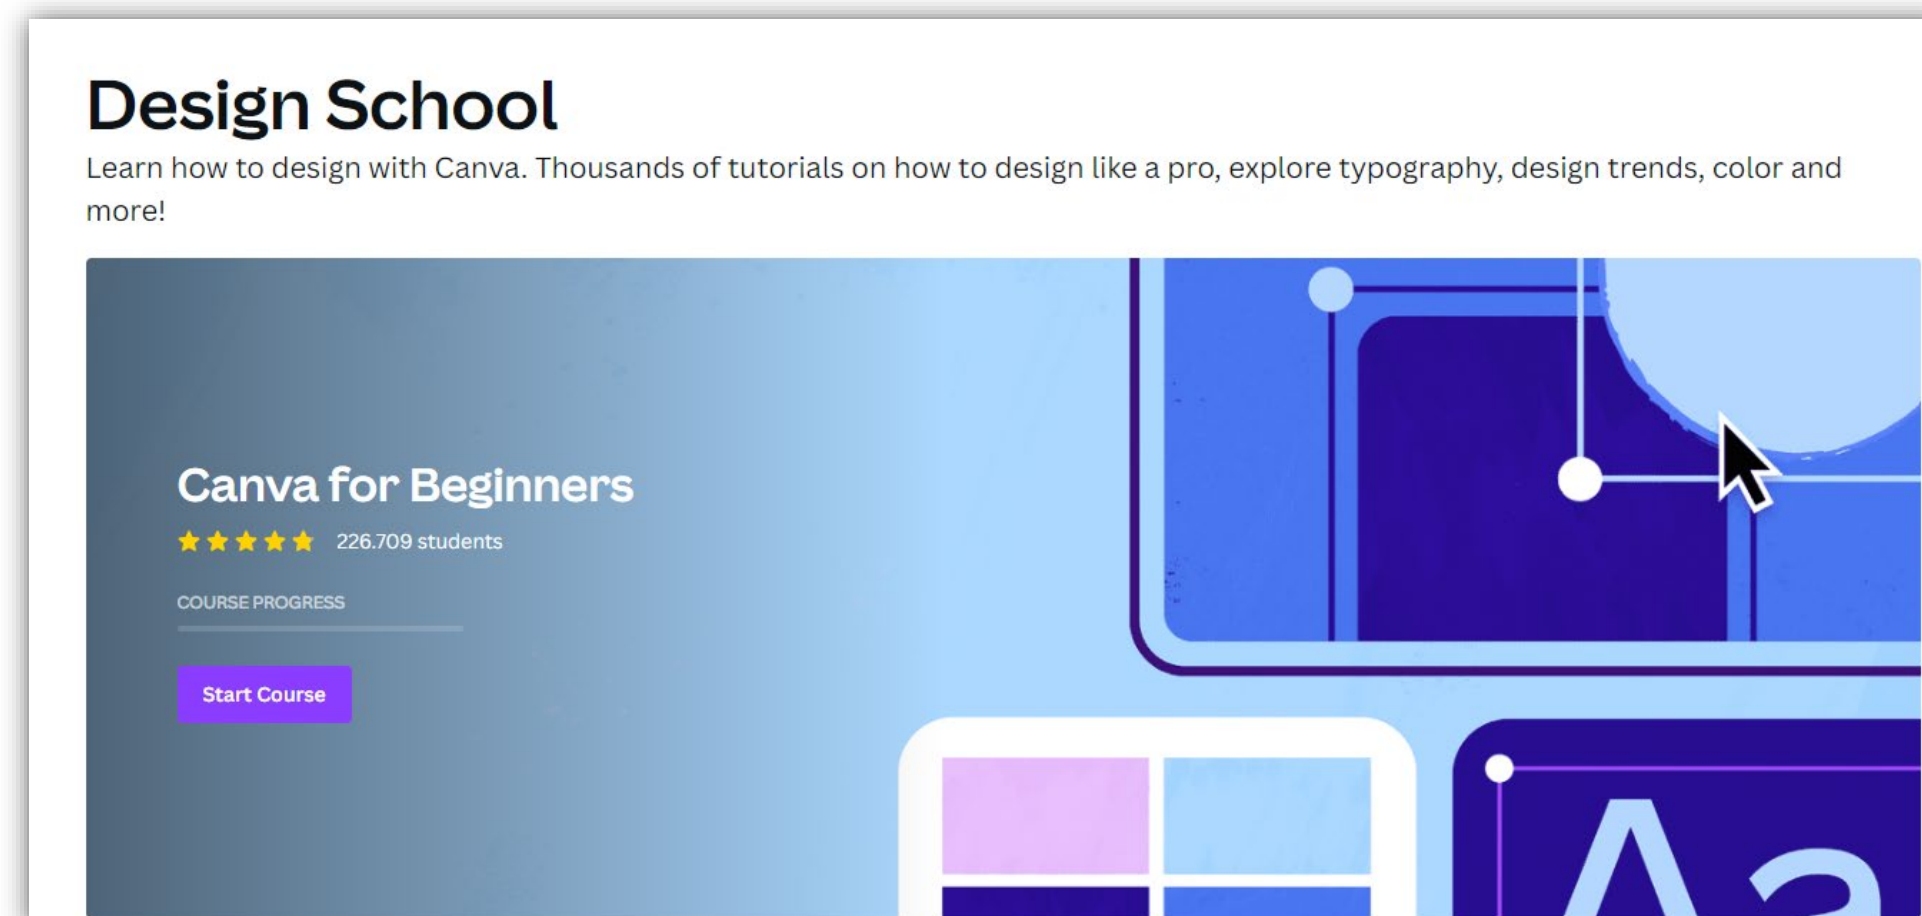 Design School
Learn how to design with Canva. Thousands of tutorials on how to design like a pro, explore typography, design trends, color and
more!
Canva for Beginners
226.709 students
COURSE PROGRESS
Start Course
Aa